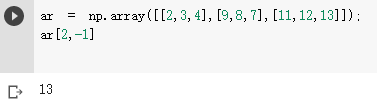 ar = np.array([[2,3,4],[9,8,7],[11,12,13]]);
ar[2,-1]
13